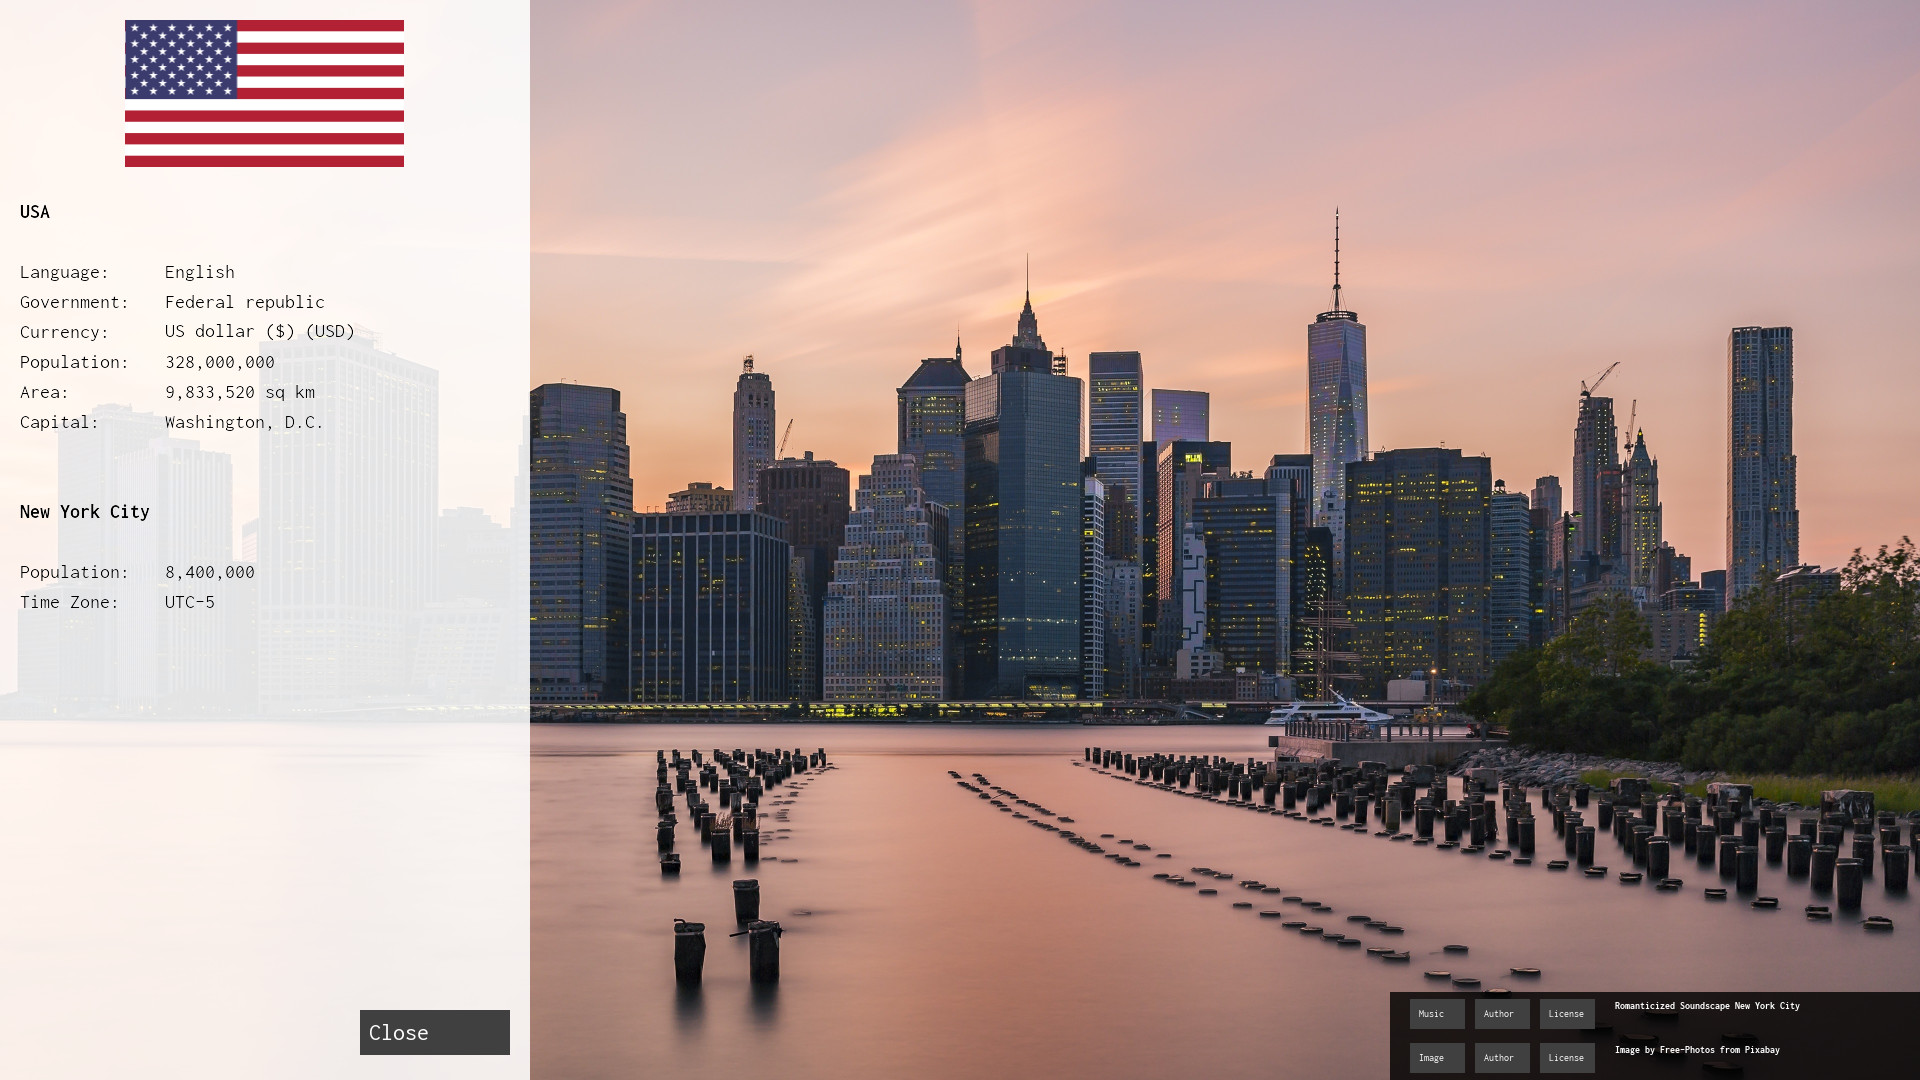 USA
Language: English
Government: Federal republic
Currency: US dollar ($) (USD)
Population: 328,000,000
Area: 9,833,520 sq km
Capital: Washington, D.C.
New York City
Population: 8,400,000
Time Zone: UTC-5
Close
Music Author License Romanticized Soundscape New York City
Image Author License Image by Free-Photos from Pixabay